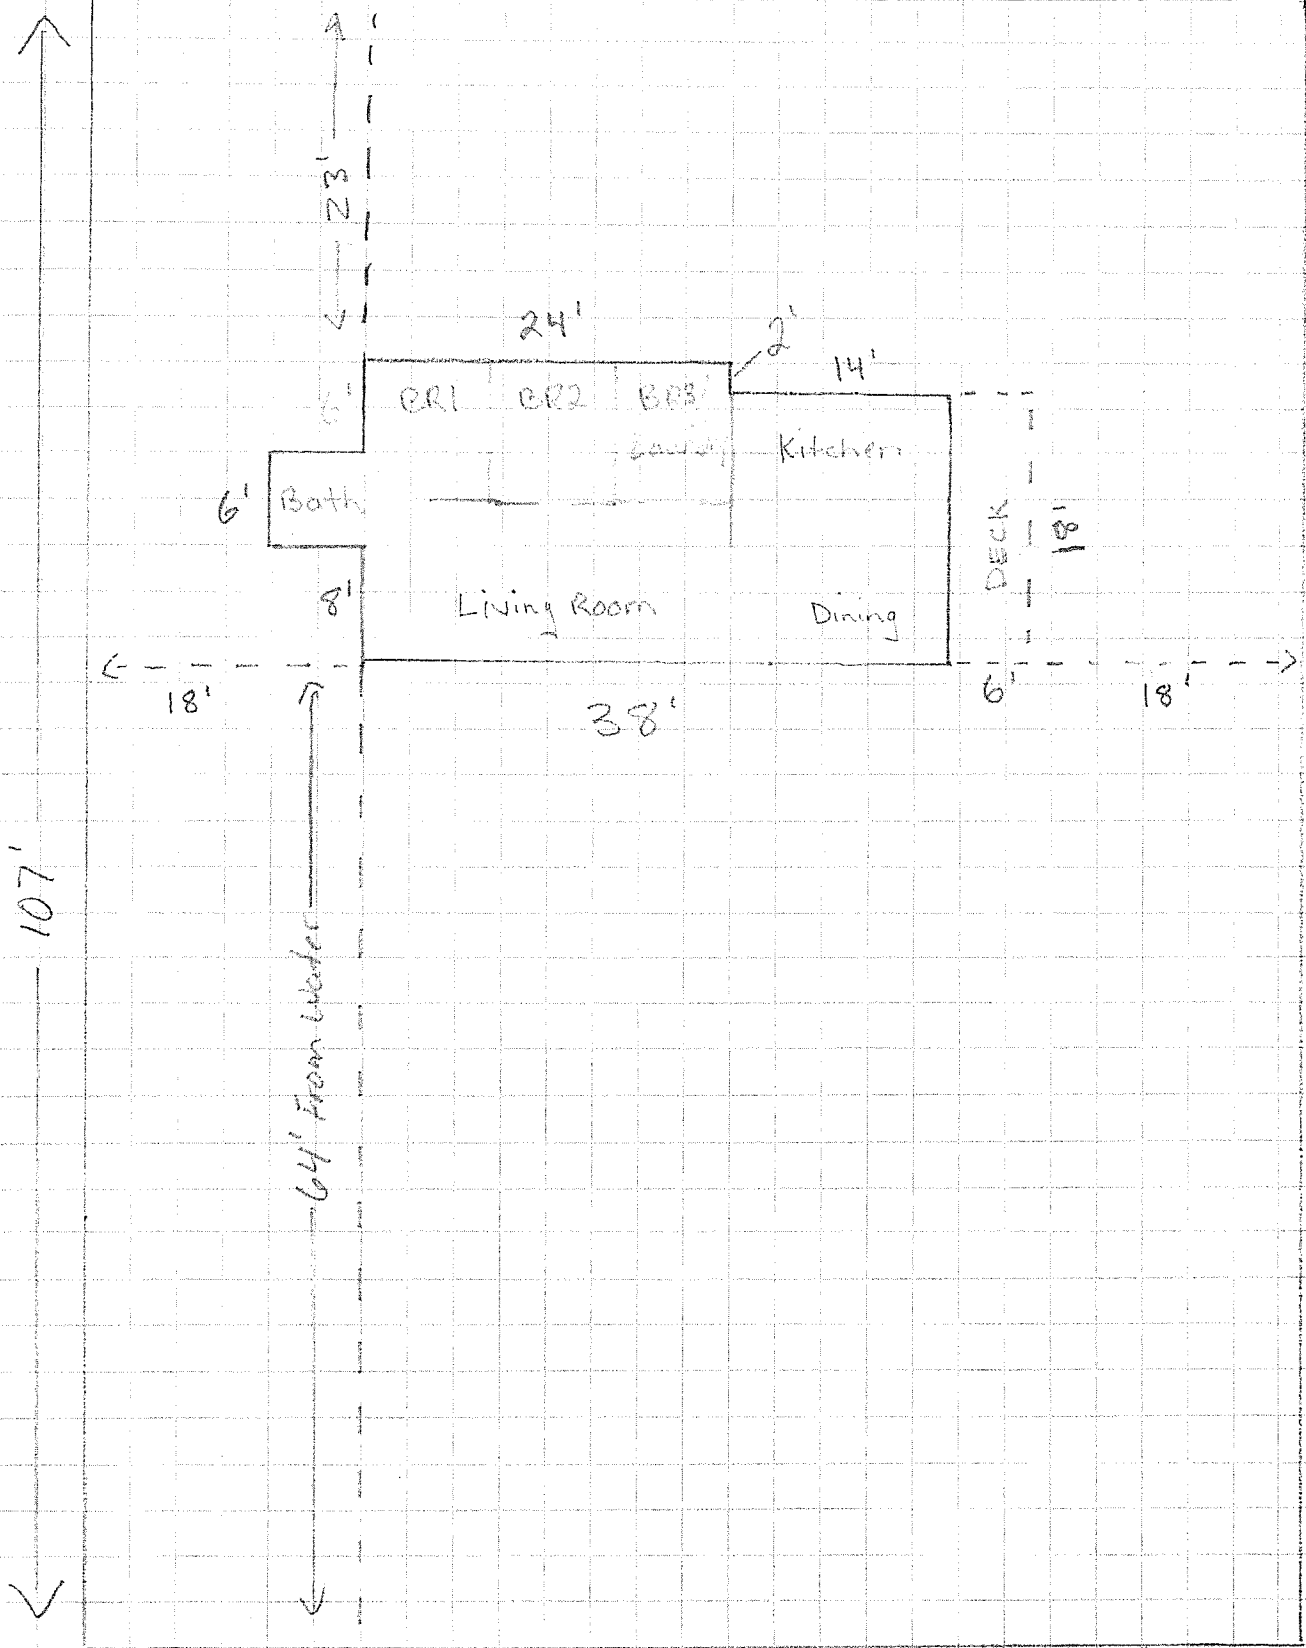 23'
24'
2'
14'
6'
BR1
BR2
BR3
Kitchen
6'
Bath
DECK
18'
8'
Living Room
Dining
18'
38'
6'
18'
107'
64' From Water